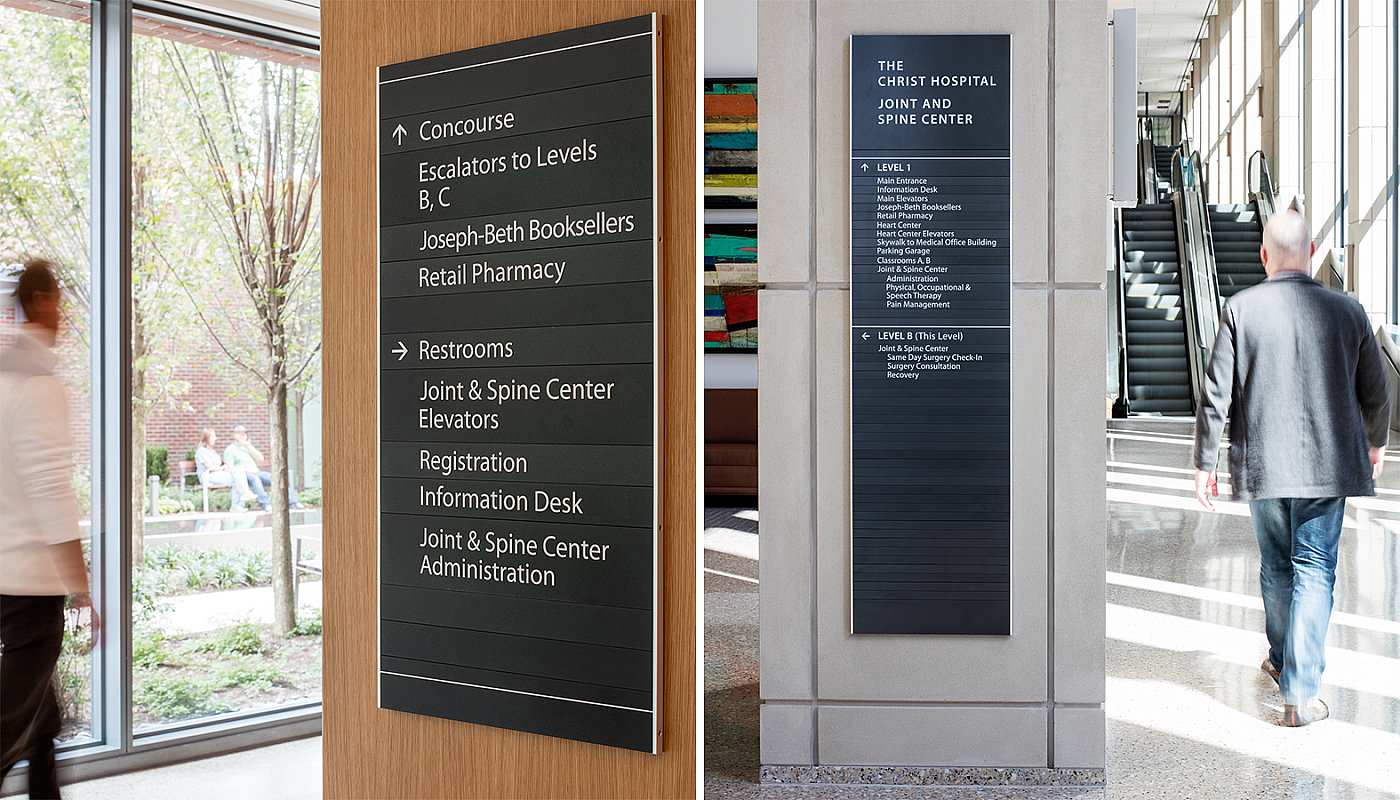 ↑ Concourse
Escalators to Levels
B, C
Joseph-Beth Booksellers
Retail Pharmacy
→ Restrooms
Joint & Spine Center
Elevators
Registration
Information Desk
Joint & Spine Center
Administration
THE
CHRIST HOSPITAL
JOINT AND
SPINE CENTER
↑ LEVEL 1
Main Entrance
Information Desk
Main Elevators
Joseph-Beth Booksellers
Retail Pharmacy
Heart Center
Heart Center Elevators
Skywalk to Medical Office Building
Parking Garage
Classrooms A, B
Joint & Spine Center
Administration
Physical, Occupational &
Speech Therapy
Pain Management
← LEVEL B (This Level)
Joint & Spine Center
Same Day Surgery Check-In
Surgery Consultation
Recovery